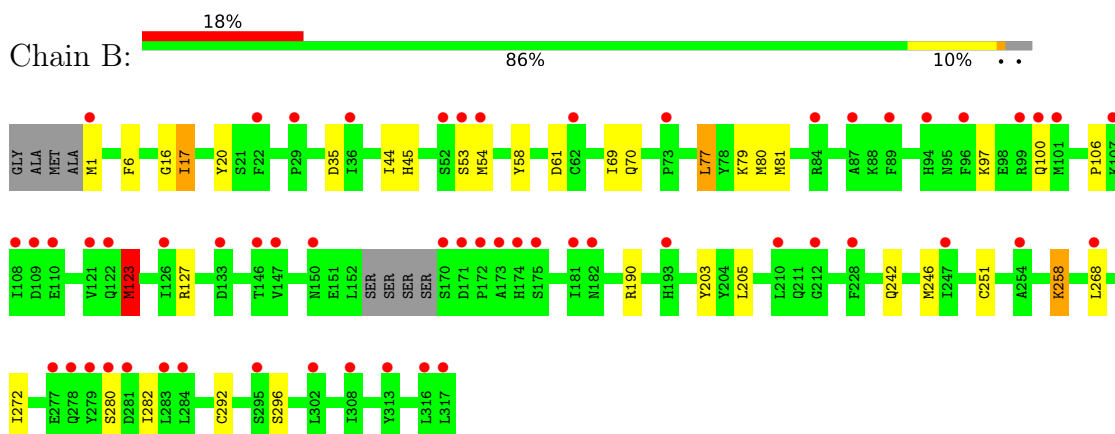 18%
Chain B:
86% 10% • •
GLY ALA MET ALA M1 F6 G16 I17 Y20 S21 F22 P29 D35 I36 I44 H45 S52 S53 M54 Y58 D61 C62 I69 Q70 P73 L77 Y78 K79 M80 M81 R84 A87 K88 F89 H94 N95 F96 K97 E98 R99 Q100 M101 P106 K107
I108 D109 E110 V121 Q122 M123 I126 R127 D133 T146 V147 N150 E151 L152 SER SER SER SER S170 D171 P172 A173 H174 S175 I181 N182 R190 H193 Y203 Y204 L205 L210 Q211 G212 F228 Q242 M246 I247 C251 A254 K258 L268
I272 E277 Q278 Y279 S280 D281 I282 L283 L284 C292 S295 S296 L302 I308 Y313 L316 L317